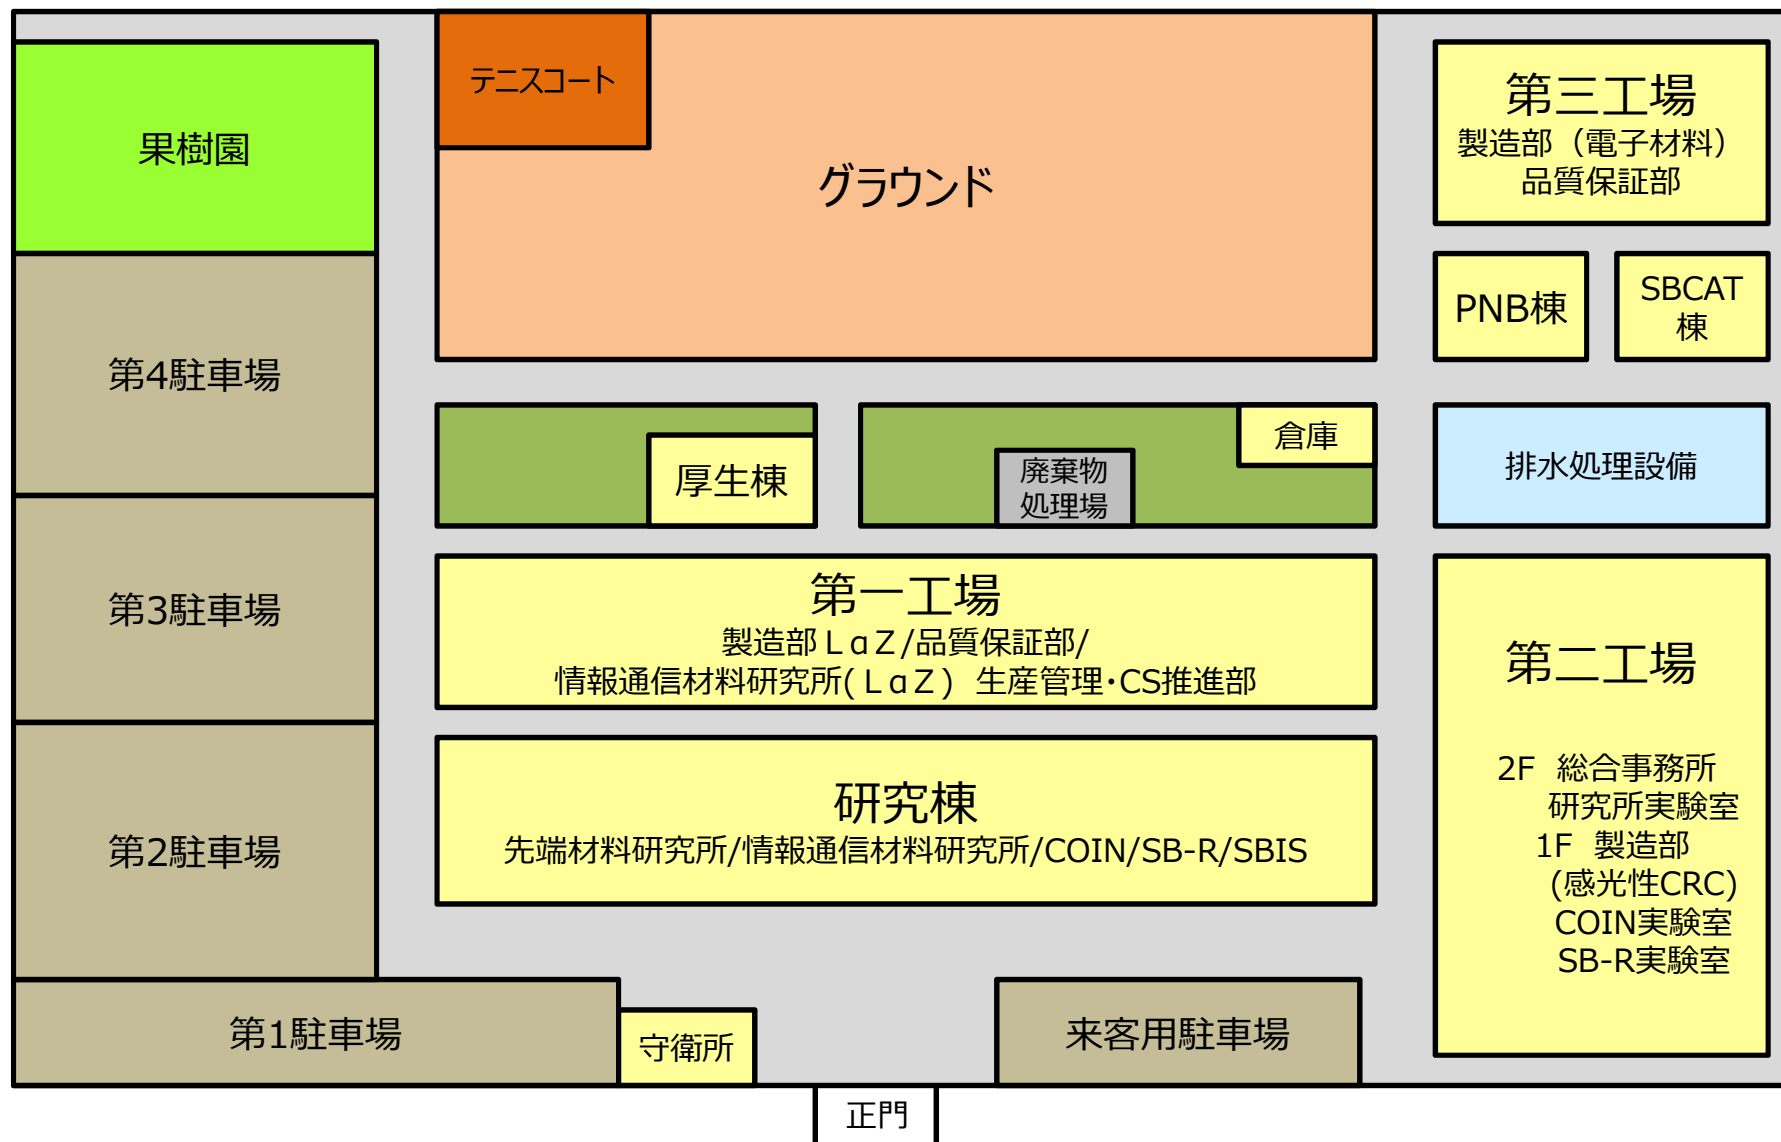 テニスコート
果樹園
グラウンド
第三工場
製造部（電子材料）
品質保証部
PNB棟
SBCAT
棟
第4駐車場
厚生棟
廃棄物
処理場
倉庫
排水処理設備
第3駐車場
第一工場
製造部ＬαＺ/品質保証部/
情報通信材料研究所(ＬαＺ) 生産管理・CS推進部
第二工場
2F 総合事務所
研究所実験室
1F 製造部
(感光性CRC)
COIN実験室
SB-R実験室
第2駐車場
研究棟
先端材料研究所/情報通信材料研究所/COIN/SB-R/SBIS
第1駐車場
守衛所
来客用駐車場
正門